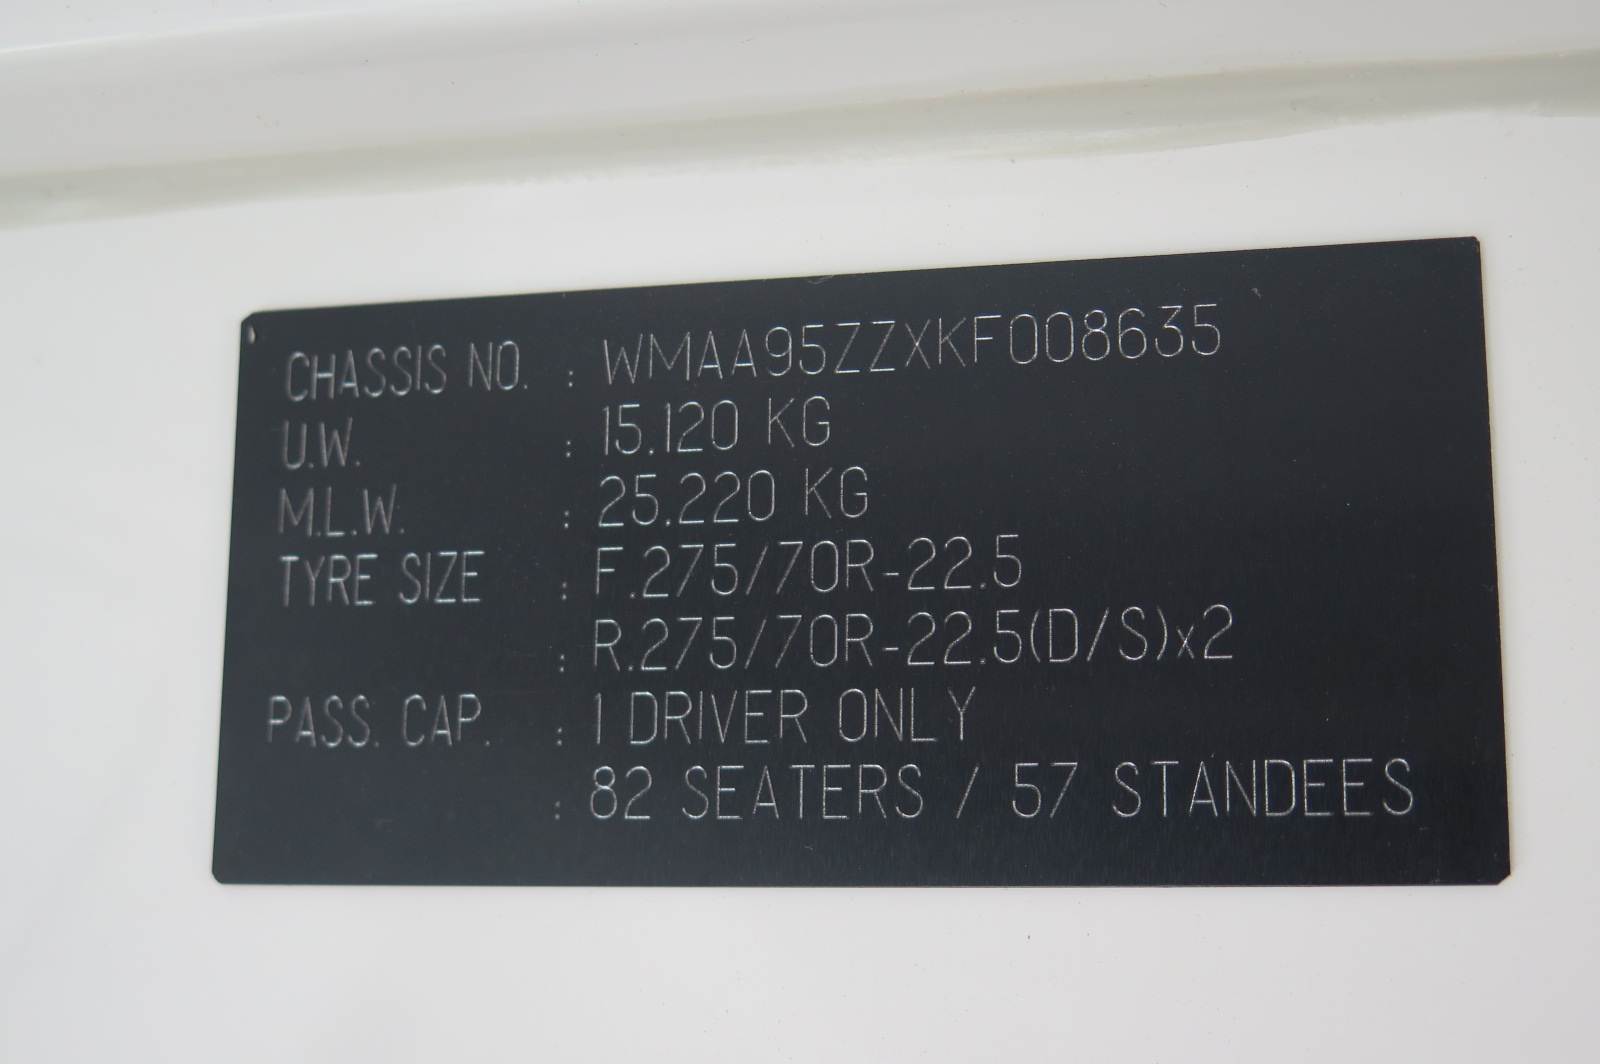 CHASSIS NO. : WMAA95ZZXKF008635
U.W. : 15.120 KG
M.L.W. : 25.220 KG
TYRE SIZE : F.275/70R-22.5
: R.275/70R-22.5(D/S)x2
PASS. CAP. : 1 DRIVER ONLY
: 82 SEATERS / 57 STANDEES